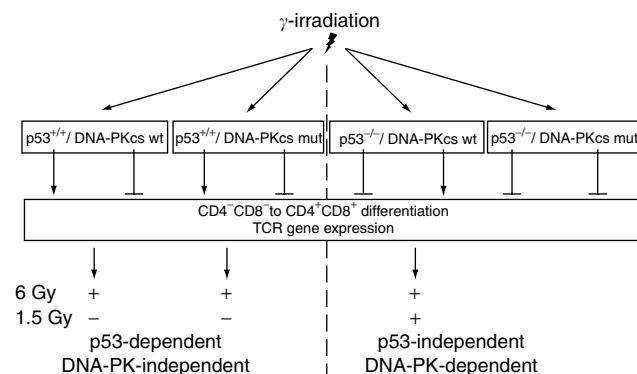 γ-irradiation
p53+/+/ DNA-PKcs wt
p53+/+/ DNA-PKcs mut
p53−/−/ DNA-PKcs wt
p53−/−/ DNA-PKcs mut
CD4−CD8− to CD4+CD8+ differentiation
TCR gene expression
6 Gy + + +
1.5 Gy − − +
p53-dependent
DNA-PK-independent
p53-independent
DNA-PK-dependent